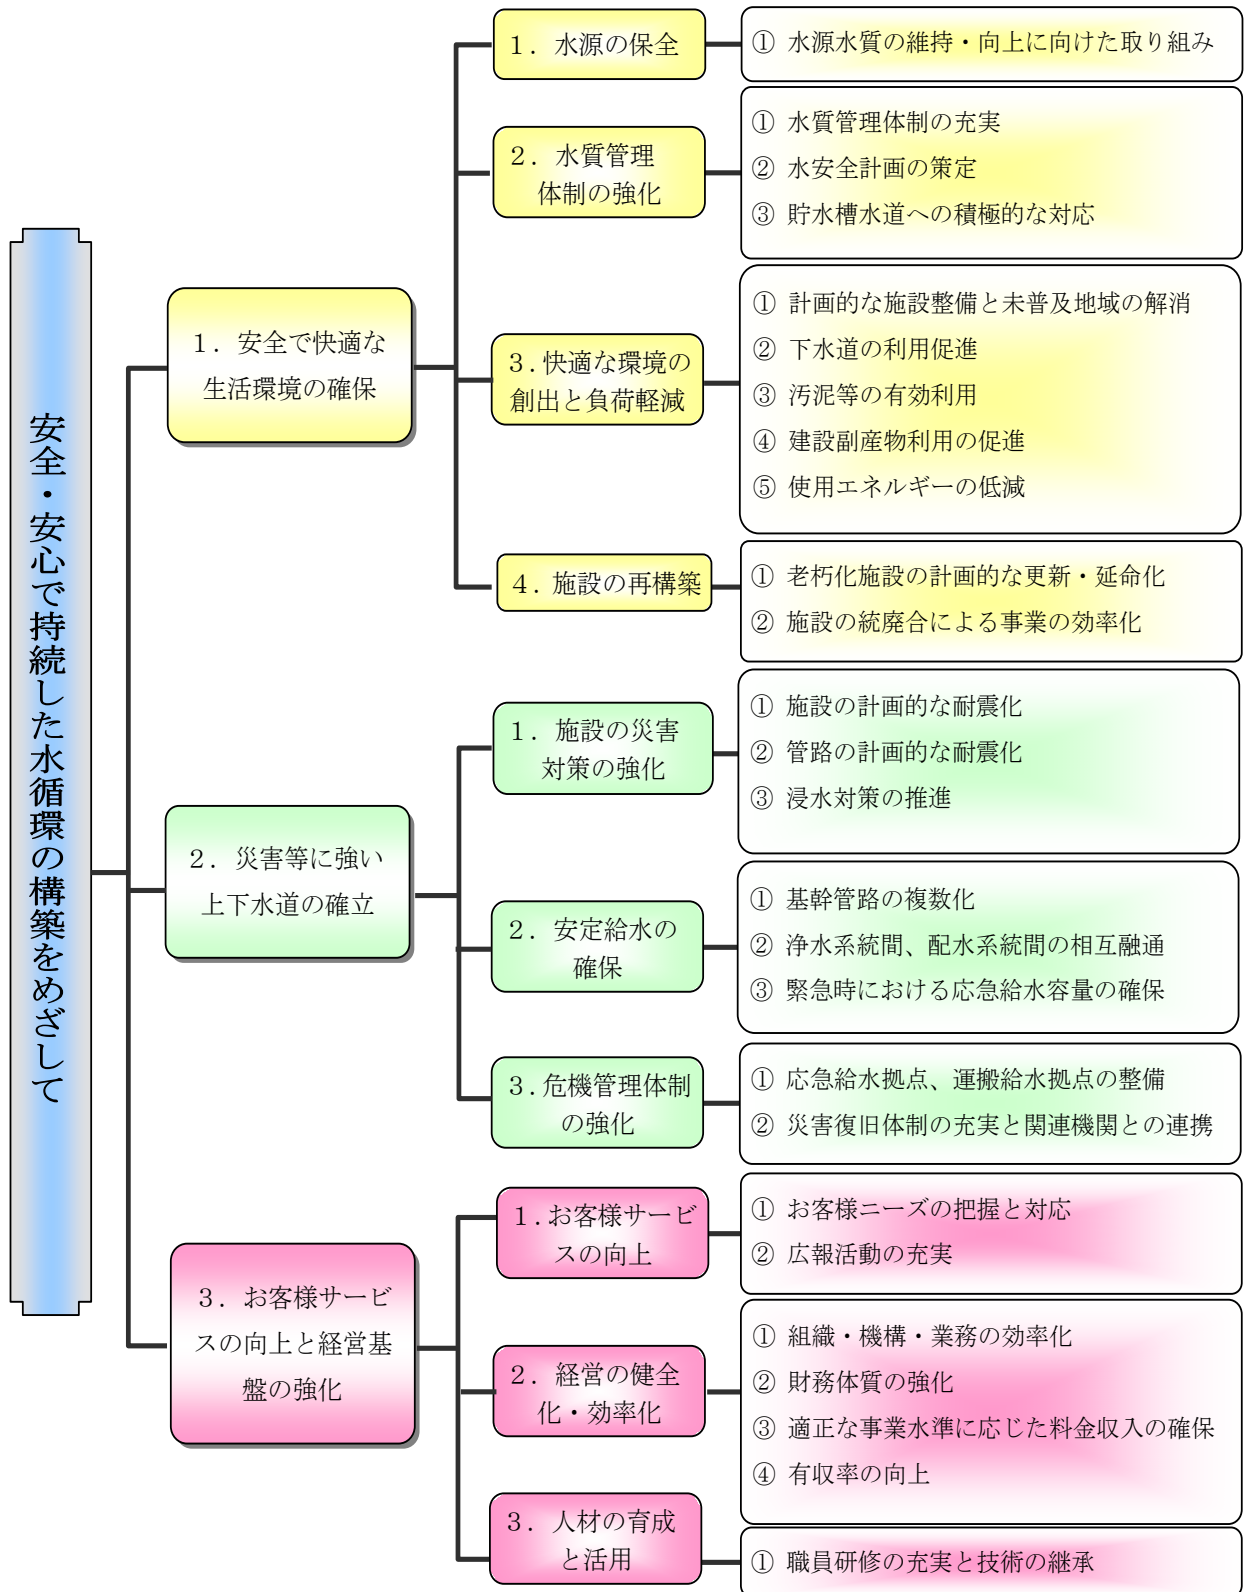 安全・安心で持続した水循環の構築をめざして
１．安全で快適な
生活環境の確保
１．水源の保全
① 水源水質の維持・向上に向けた取り組み
２．水質管理
体制の強化
① 水質管理体制の充実
② 水安全計画の策定
③ 貯水槽水道への積極的な対応
３.快適な環境の
創出と負荷軽減
① 計画的な施設整備と未普及地域の解消
② 下水道の利用促進
③ 汚泥等の有効利用
④ 建設副産物利用の促進
⑤ 使用エネルギーの低減
４．施設の再構築
① 老朽化施設の計画的な更新・延命化
② 施設の統廃合による事業の効率化
２．災害等に強い
上下水道の確立
１．施設の災害
対策の強化
① 施設の計画的な耐震化
② 管路の計画的な耐震化
③ 浸水対策の推進
２．安定給水の
確保
① 基幹管路の複数化
② 浄水系統間、配水系統間の相互融通
③ 緊急時における応急給水容量の確保
３．危機管理体制
の強化
① 応急給水拠点、運搬給水拠点の整備
② 災害復旧体制の充実と関連機関との連携
３．お客様サービ
スの向上と経営基
盤の強化
１.お客様サービ
スの向上
① お客様ニーズの把握と対応
② 広報活動の充実
２．経営の健全
化・効率化
① 組織・機構・業務の効率化
② 財務体質の強化
③ 適正な事業水準に応じた料金収入の確保
④ 有収率の向上
３．人材の育成
と活用
① 職員研修の充実と技術の継承